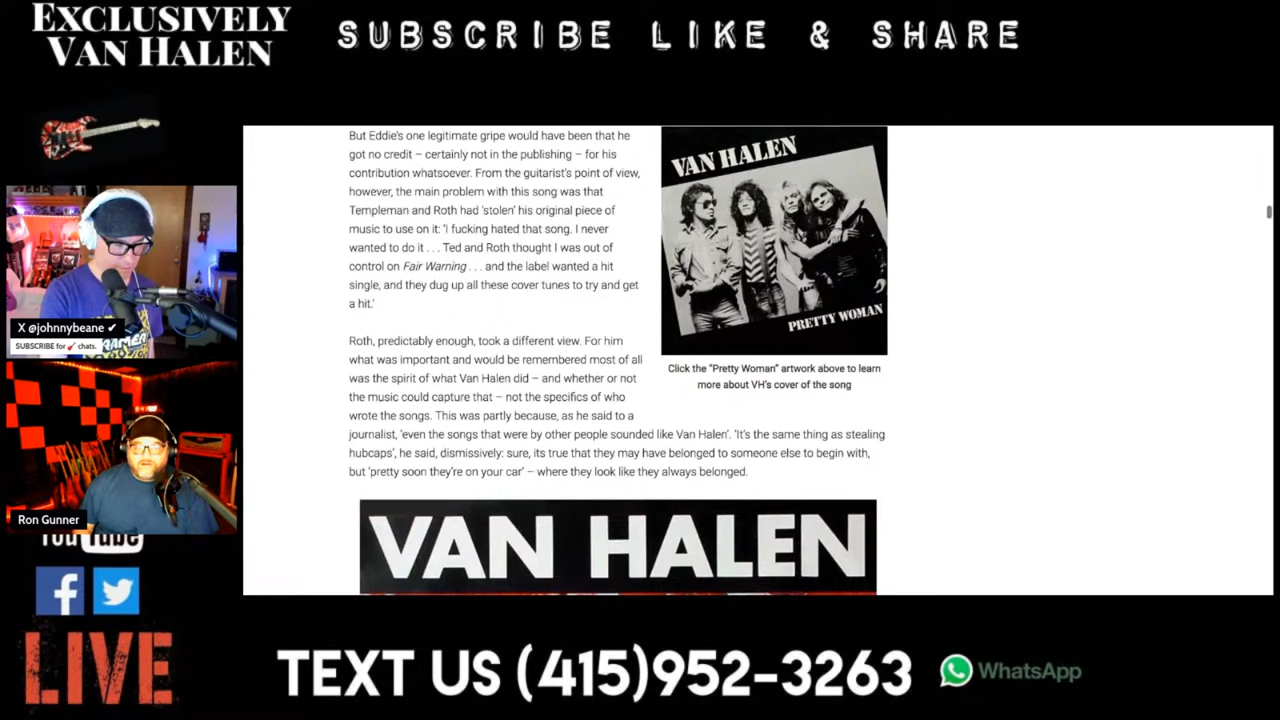 EXCLUSIVELY
VAN HALEN
SUBSCRIBE LIKE & SHARE
But Eddie's one legitimate gripe would have been that he
got no credit – certainly not in the publishing – for his
contribution whatsoever. From the guitarist's point of view,
however, the main problem with this song was that
Templeman and Roth had 'stolen' his original piece of
music to use on it: 'I fucking hated that song. I never
wanted to do it . . . Ted and Roth thought I was out of
control on Fair Warning . . . and the label wanted a hit
single, and they dug up all these cover tunes to try and get
a hit.'
VAN HALEN
PRETTY WOMAN
Click the "Pretty Woman" artwork above to learn
more about VH's cover of the song
Roth, predictably enough, took a different view. For him
what was important and would be remembered most of all
was the spirit of what Van Halen did – and whether or not
the music could capture that – not the specifics of who
wrote the songs. This was partly because, as he said to a
journalist, 'even the songs that were by other people sounded like Van Halen'. 'It's the same thing as stealing
hubcaps', he said, dismissively: sure, its true that they may have belonged to someone else to begin with,
but 'pretty soon they're on your car' – where they look like they always belonged.
VAN HALEN
X @johnnybeane ✔
SUBSCRIBE for chats.
Ron Gunner
YouTube
LIVE
TEXT US (415)952-3263
WhatsApp